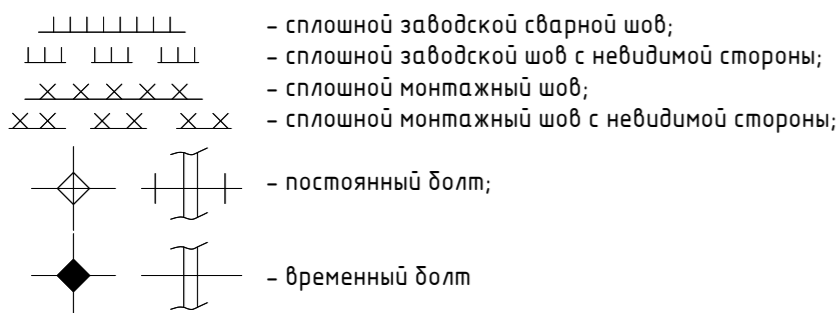 - сплошной заводской сварной шов;
- сплошной заводской шов с невидимой стороны;
- сплошной монтажный шов;
- сплошной монтажный шов с невидимой стороны;
- постоянный болт;
- временный болт